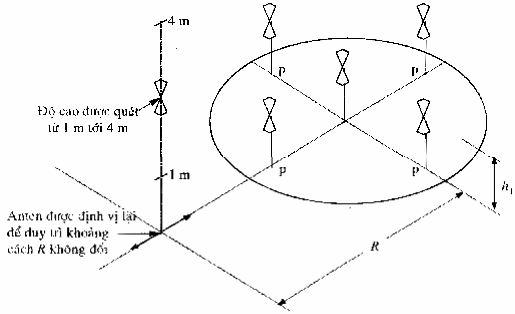 4 m
Độ cao được quét
từ 1 m tới 4 m
1 m
Anten được định vị lại
để duy trì khoảng
cách R không đổi
P
P
P
P
R
h₁